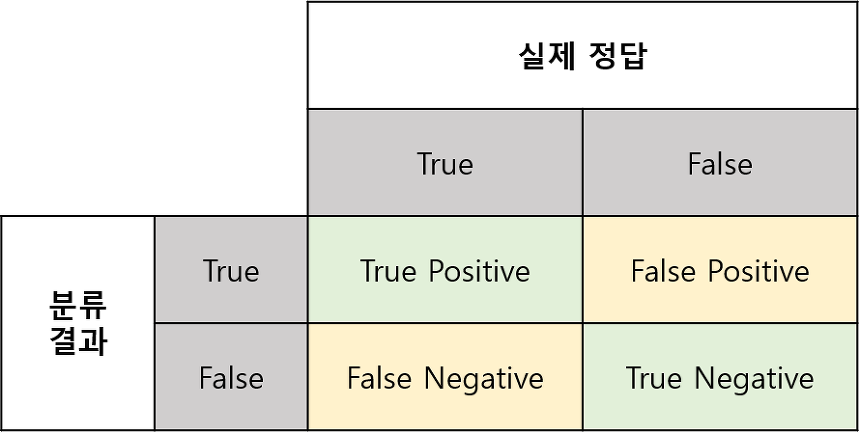 실제 정답
True
False
분류
결과
True
True Positive
False Positive
False
False Negative
True Negative